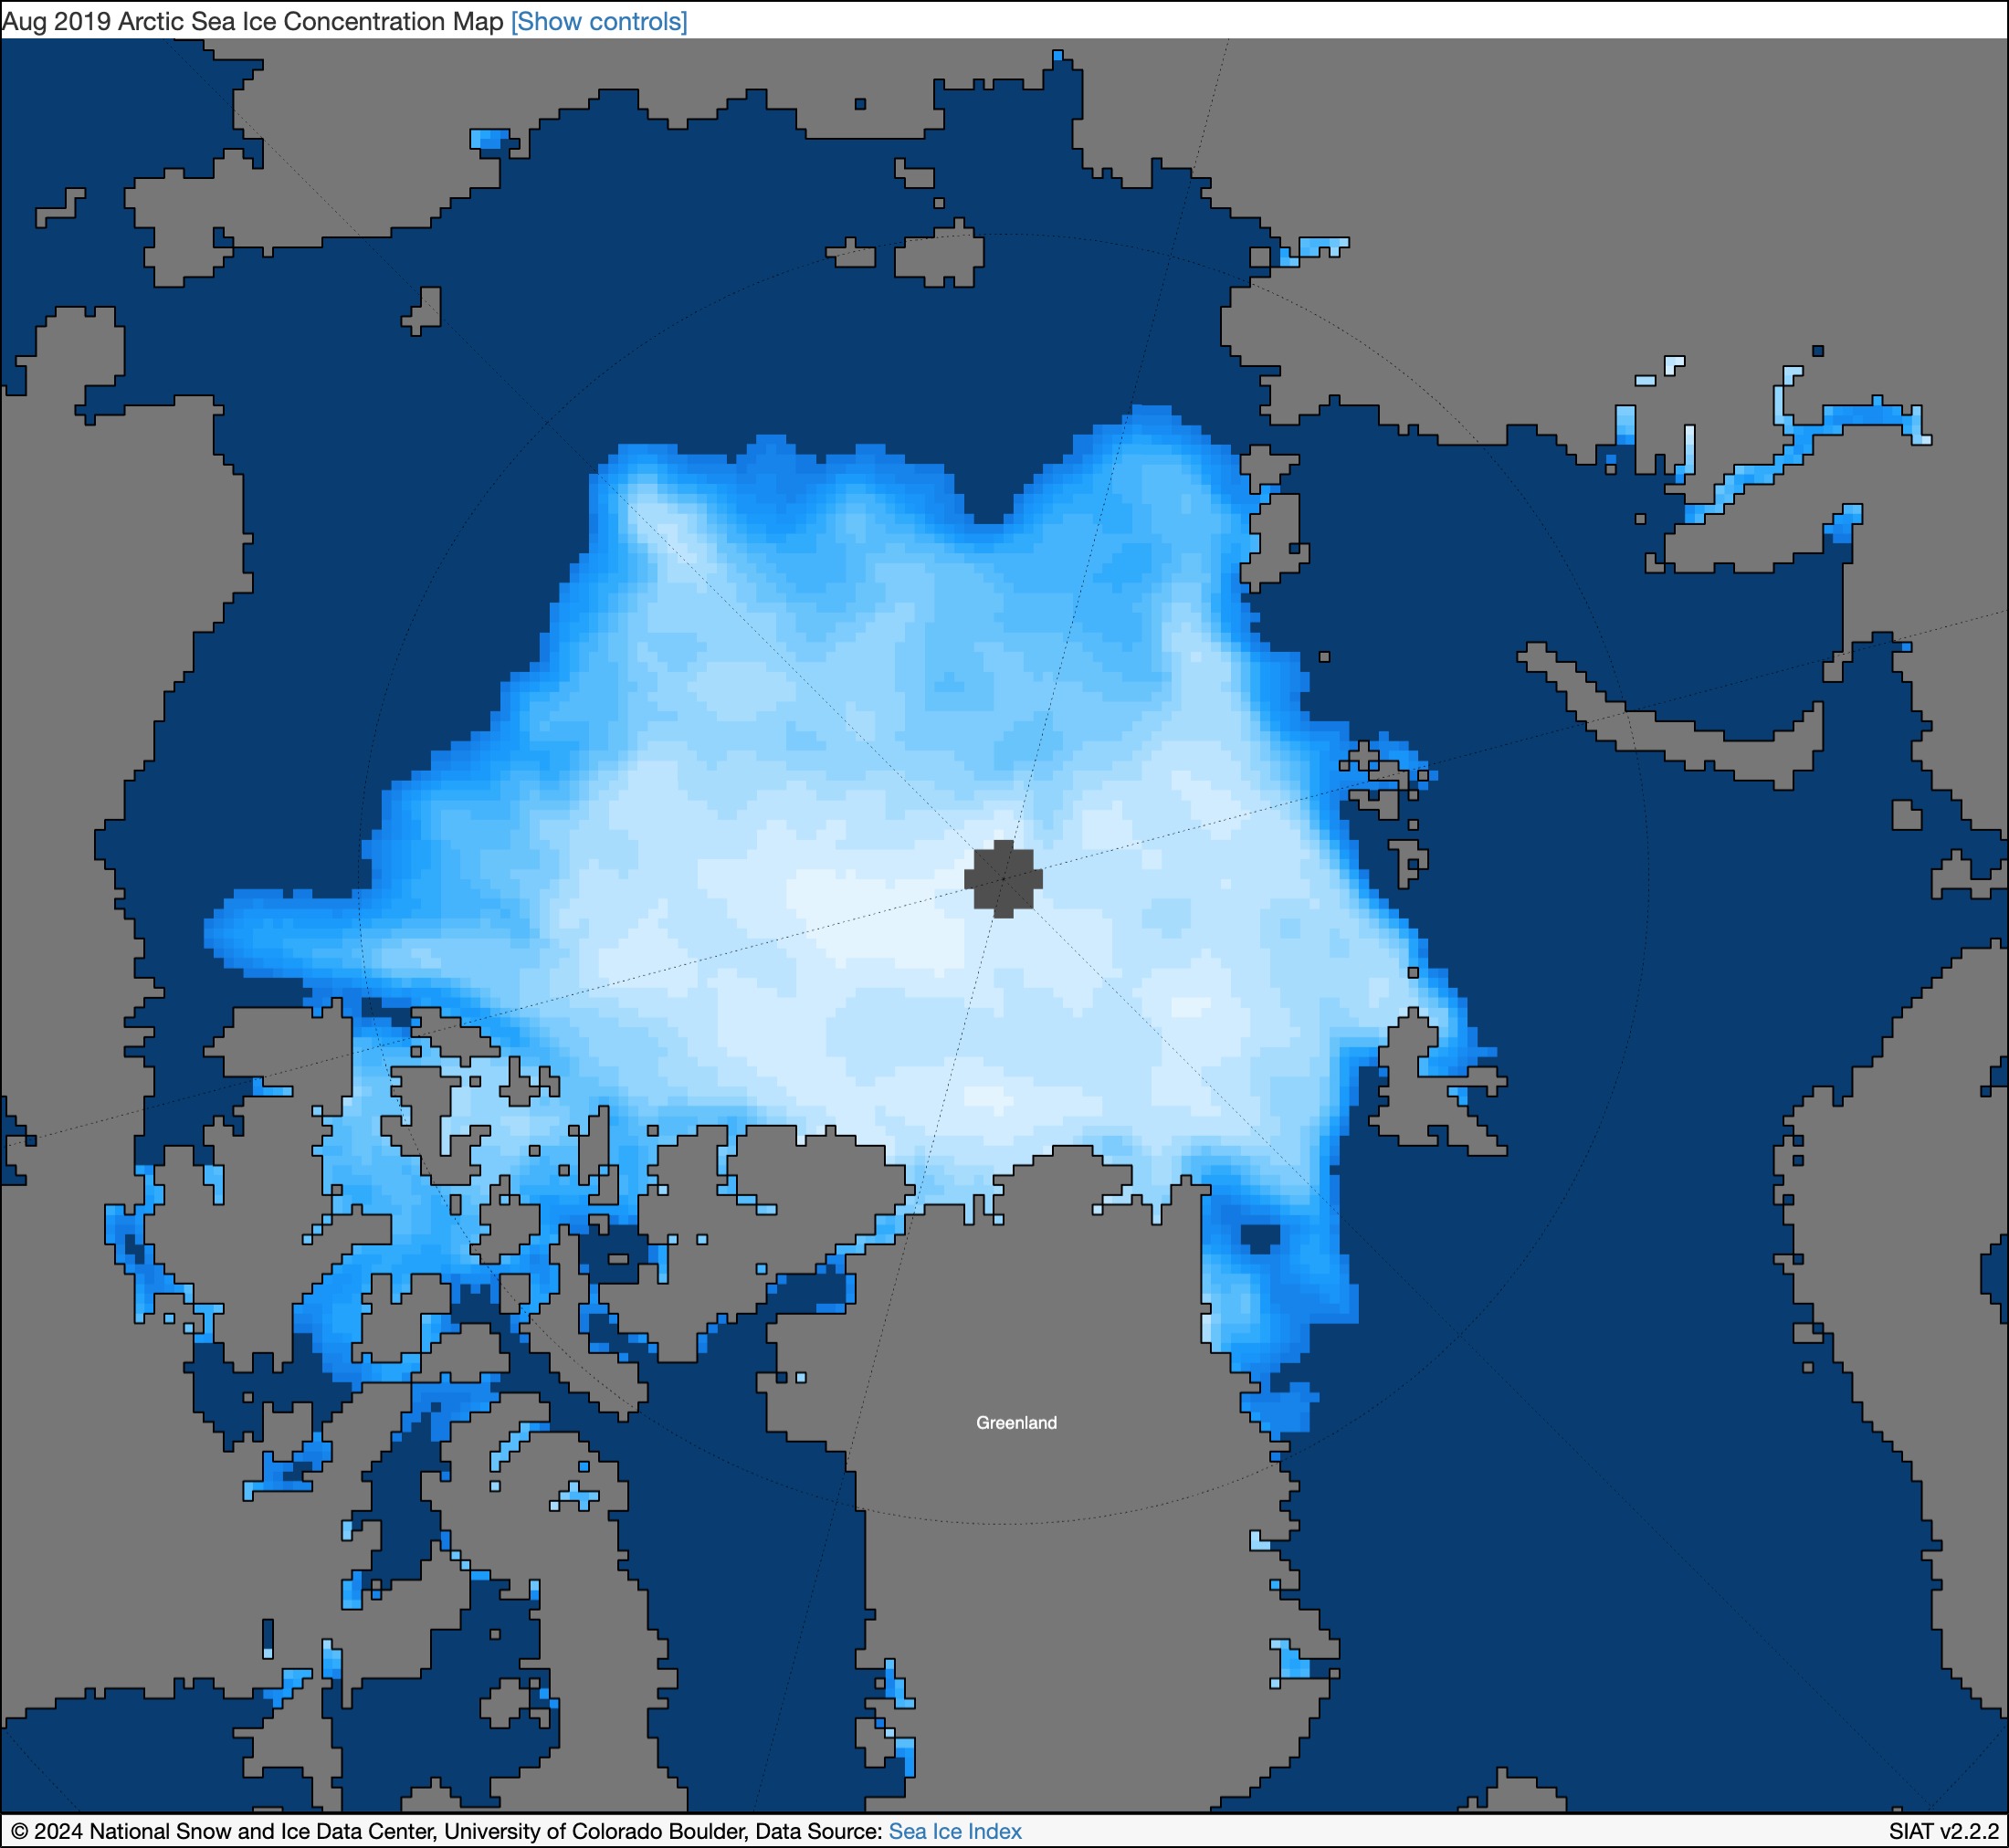 Aug 2019 Arctic Sea Ice Concentration Map [Show controls]
Greenland
© 2024 National Snow and Ice Data Center, University of Colorado Boulder, Data Source: Sea Ice Index SIAT v2.2.2